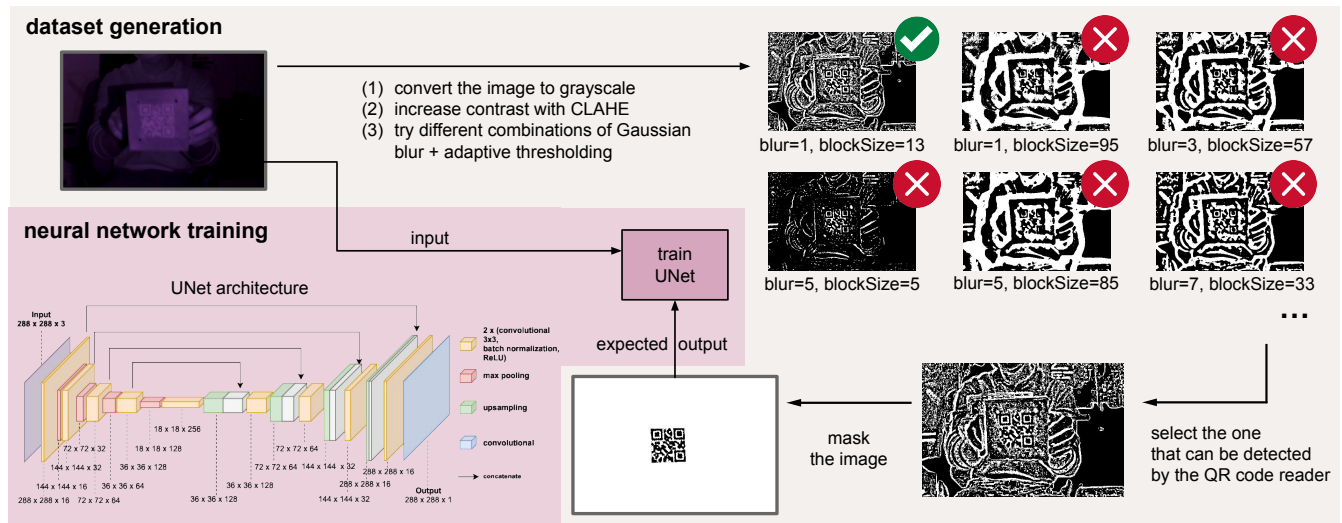 dataset generation
(1) convert the image to grayscale
(2) increase contrast with CLAHE
(3) try different combinations of Gaussian
blur + adaptive thresholding
blur=1, blockSize=13
blur=1, blockSize=95
blur=3, blockSize=57
blur=5, blockSize=5
blur=5, blockSize=85
blur=7, blockSize=33
...
select the one
that can be detected
by the QR code reader
mask
the image
neural network training
input
train
UNet
expected output
UNet architecture
Input
288 x 288 x 3
2 x (convolutional
3x3,
batch normalization,
ReLU)
max pooling
upsampling
convolutional
concatenate
18 x 18 x 256
72 x 72 x 32
18 x 18 x 128
72 x 72 x 64
144 x 144 x 32
36 x 36 x 128
72 x 72 x 64
144 x 144 x 32
288 x 288 x 16
144 x 144 x 16
36 x 36 x 64
36 x 36 x 128
288 x 288 x 16
288 x 288 x 16
72 x 72 x 64
36 x 36 x 128
144 x 144 x 32
Output
288 x 288 x 1